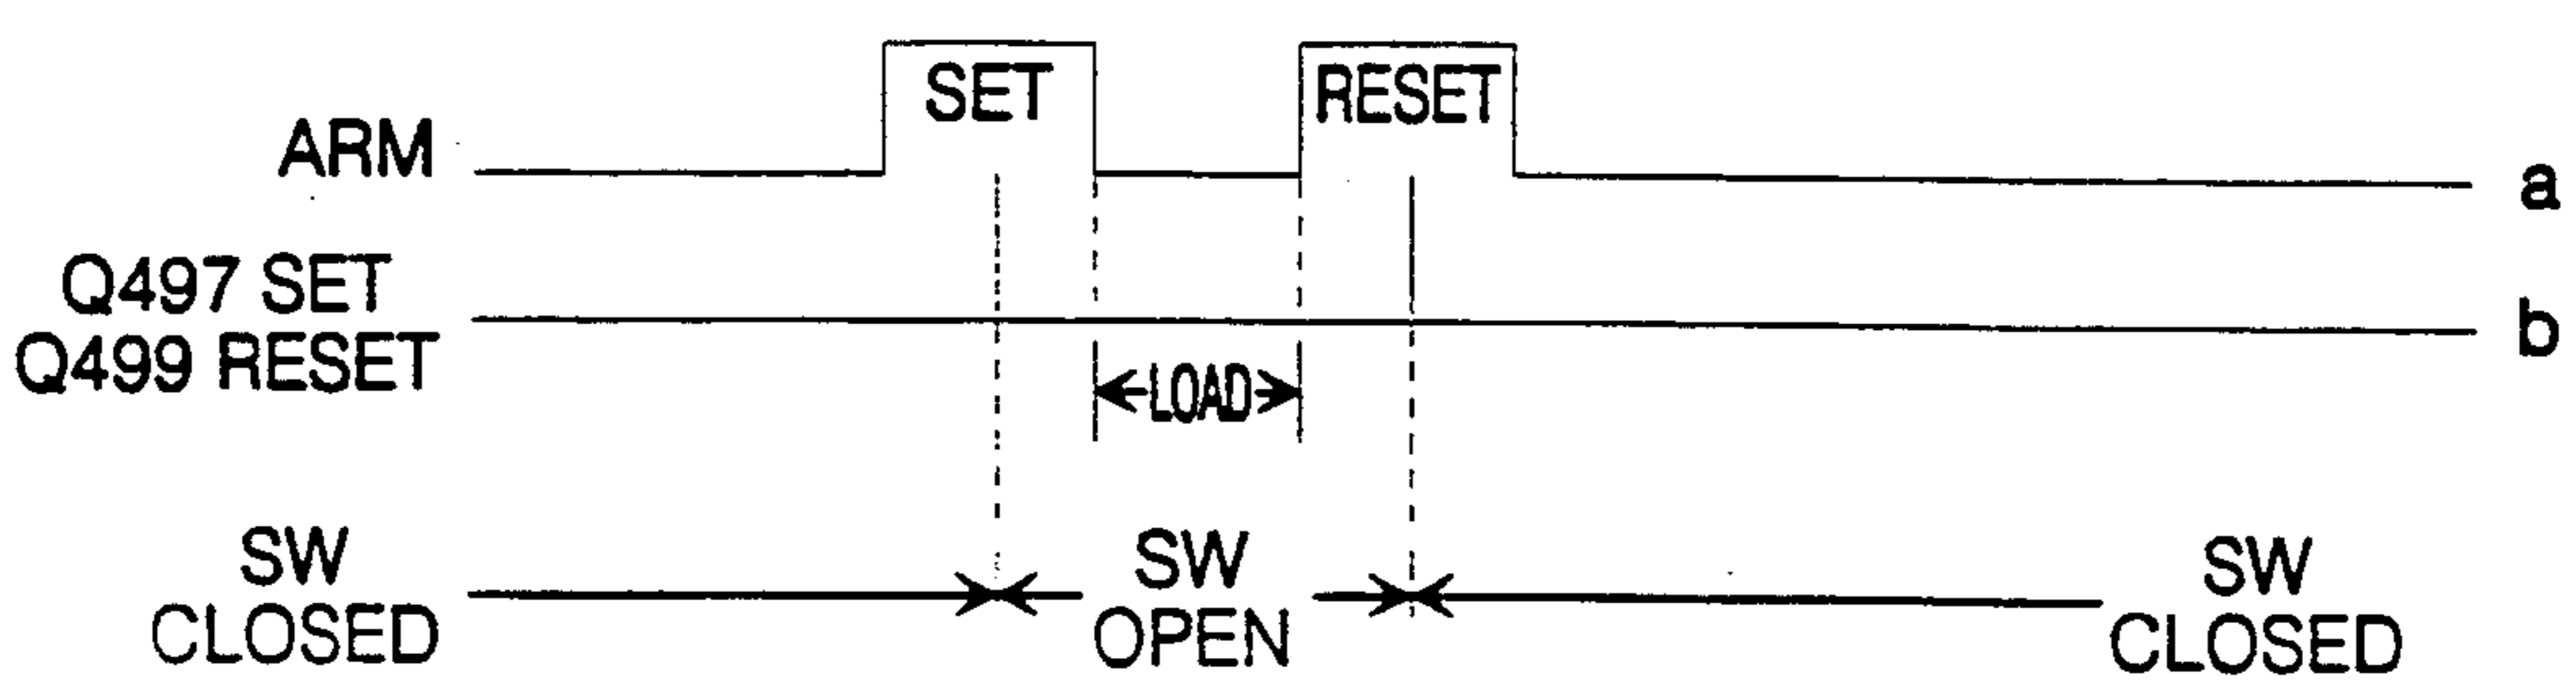 SET
RESET
ARM
a
Q497 SET
Q499 RESET
b
LOAD
SW
CLOSED
SW
OPEN
SW
CLOSED